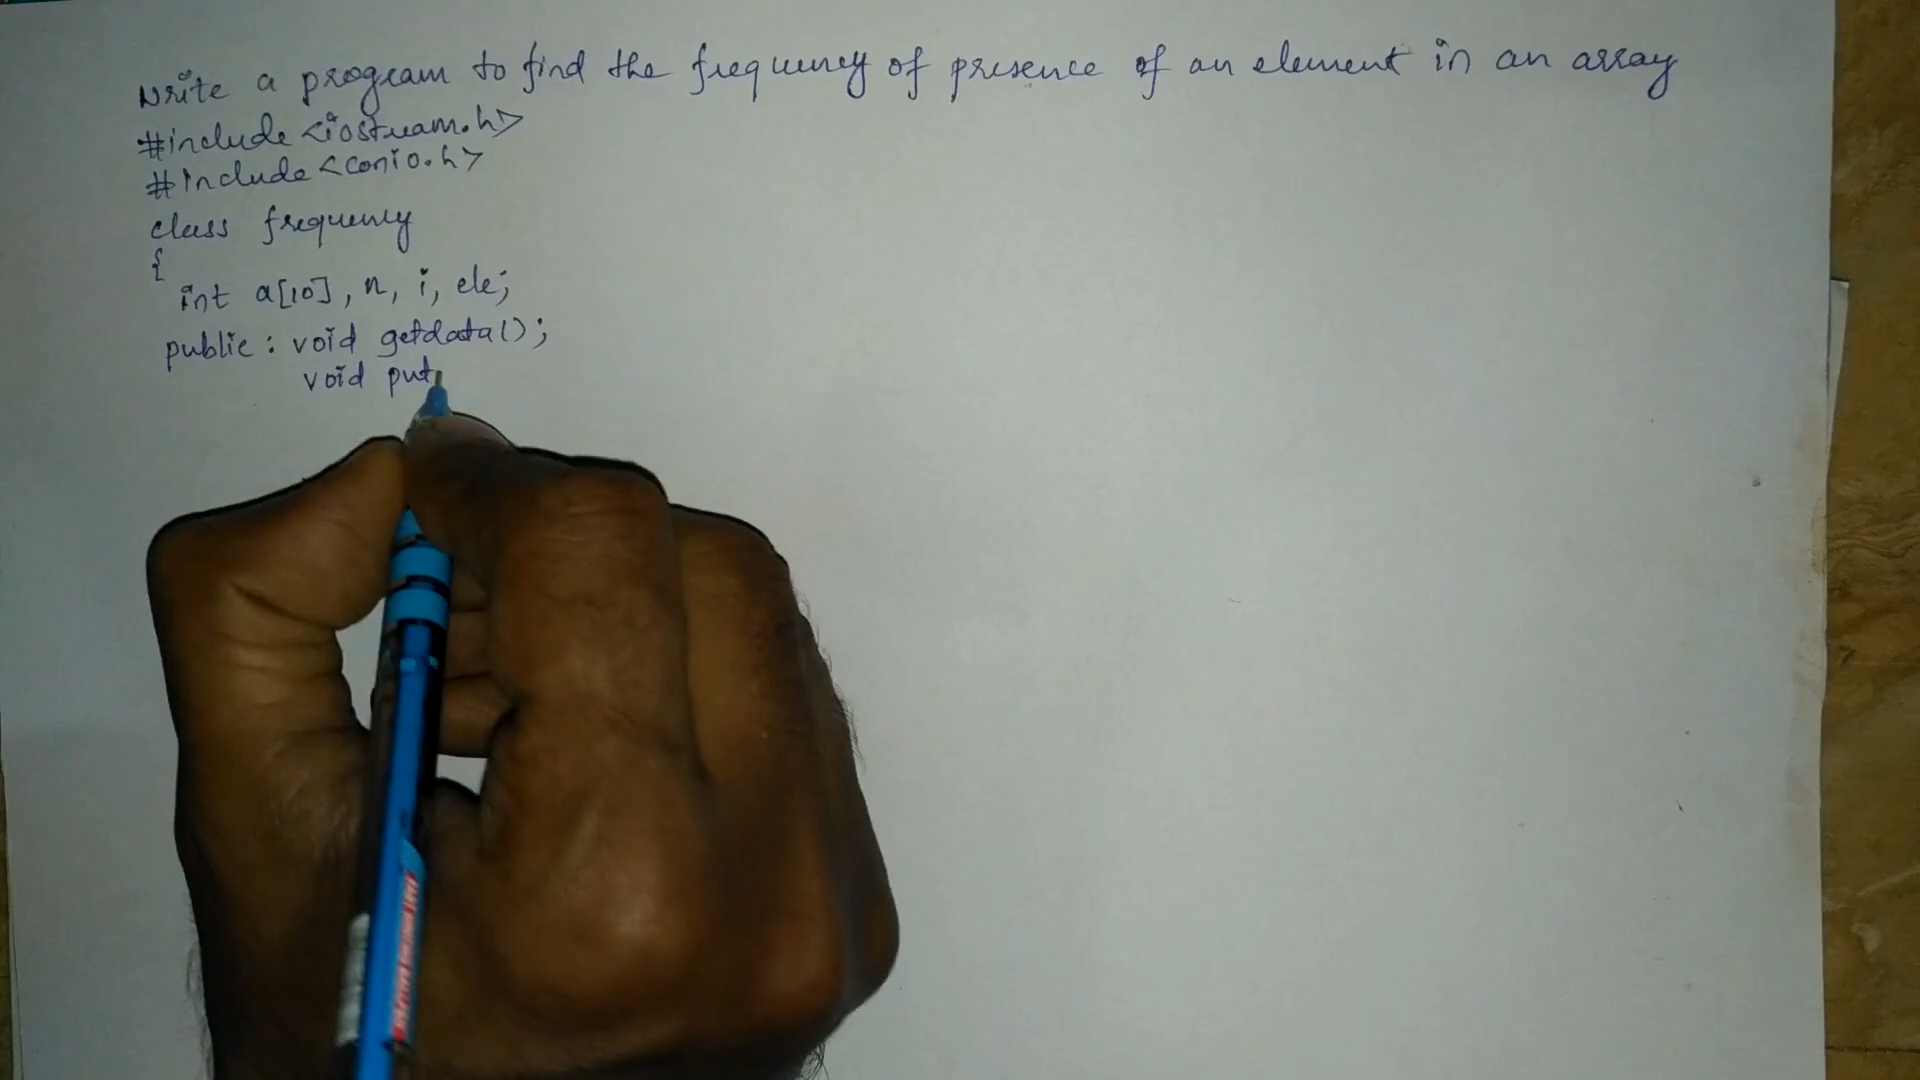 Write a program to find the frequency of presence of an element in an array
#include <iostream.h>
#include <conio.h>
class frequency
{
int a[10], n, i, ele;
public: void getdata();
void put